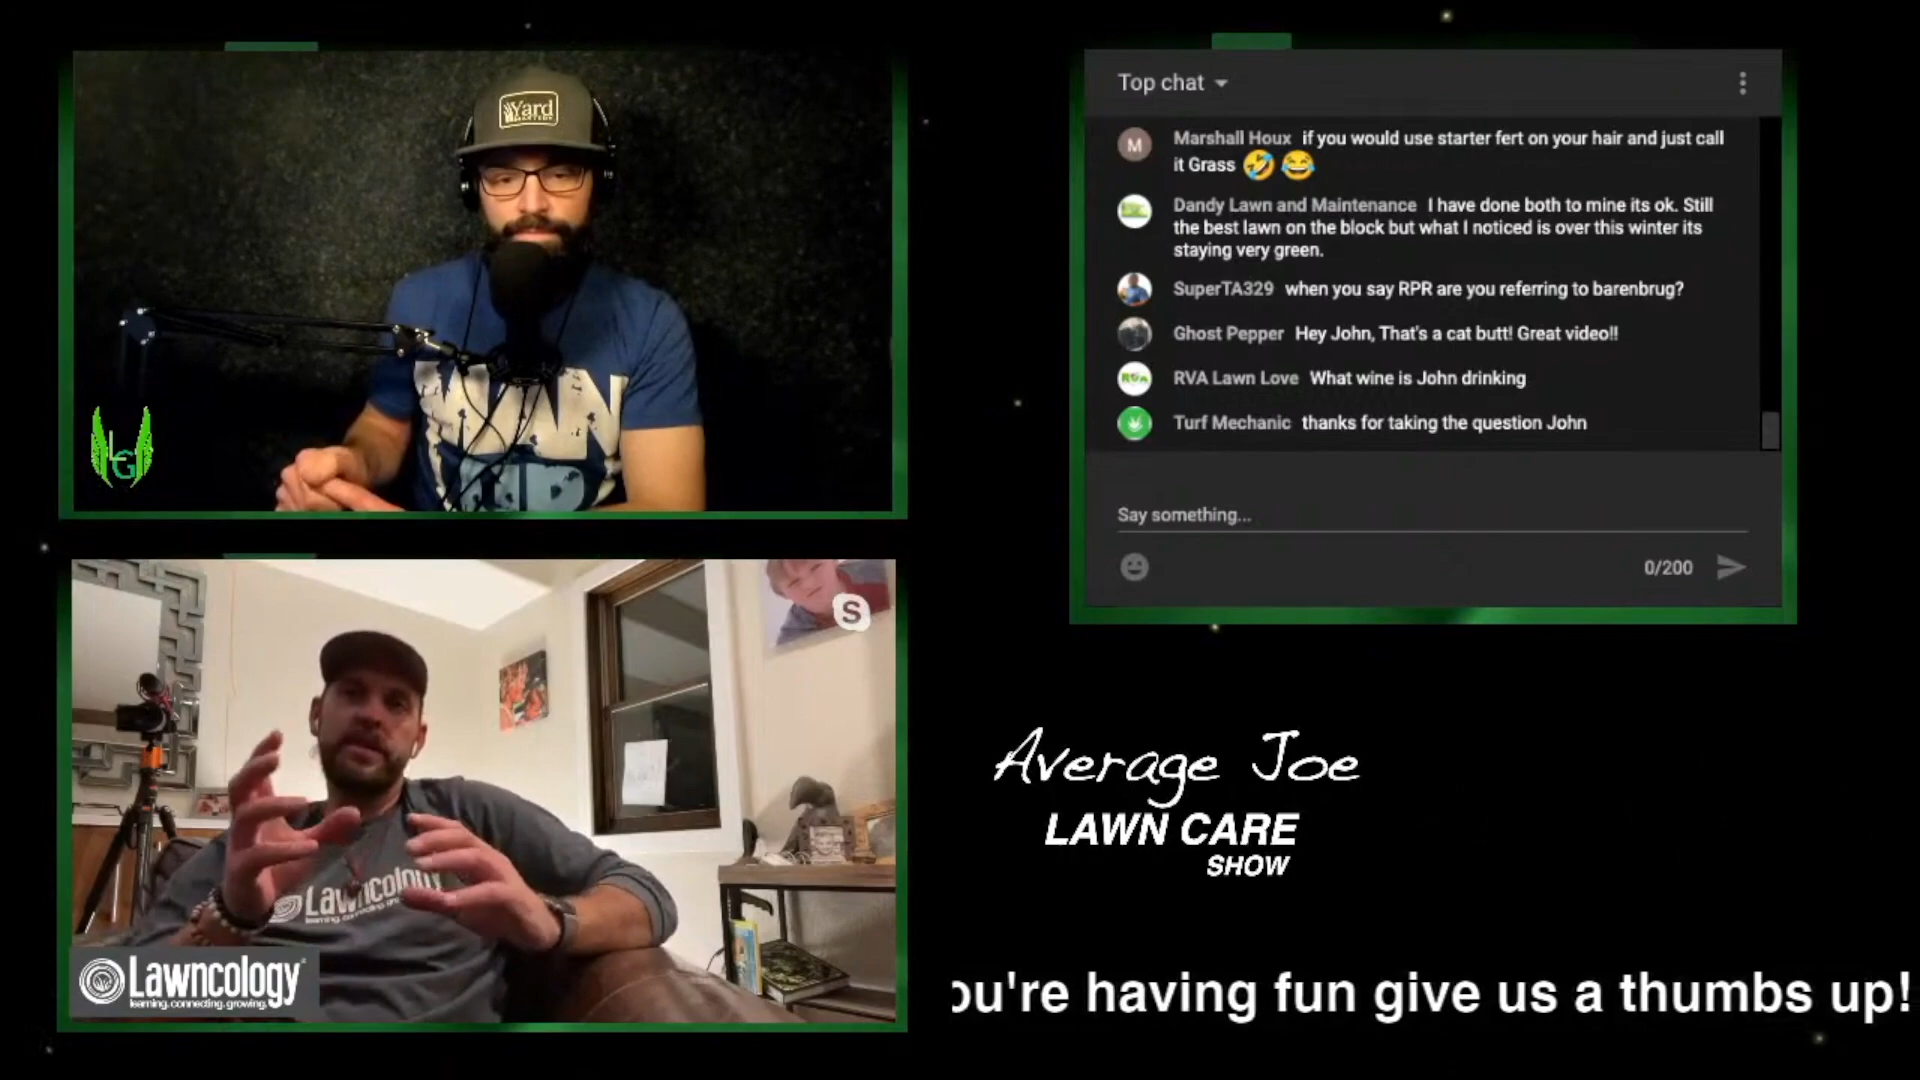 Yard
LG
Top chat
M
Marshall Houx if you would use starter fert on your hair and just call
it Grass 🤣 😂
Dandy Lawn and Maintenance I have done both to mine its ok. Still
the best lawn on the block but what I noticed is over this winter its
staying very green.
SuperTA329 when you say RPR are you referring to barenbrug?
Ghost Pepper Hey John, That's a cat butt! Great video!!
RVA
RVA Lawn Love What wine is John drinking
Turf Mechanic thanks for taking the question John
Say something...
0/200
S
Lawncology
Lawncology
learning.connecting.growing.
Average Joe
LAWN CARE
SHOW
ou're having fun give us a thumbs up!